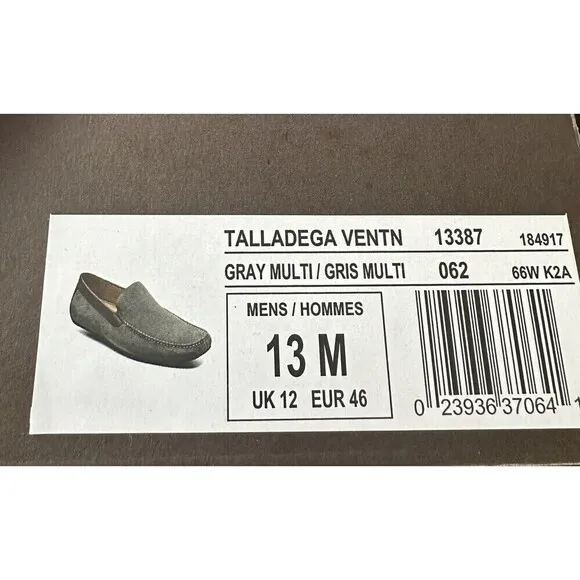 TALLADEGA VENTN 13387 184917
GRAY MULTI / GRIS MULTI 062 66W K2A
MENS / HOMMES
13 M
UK 12 EUR 46
0 23936 37064 1